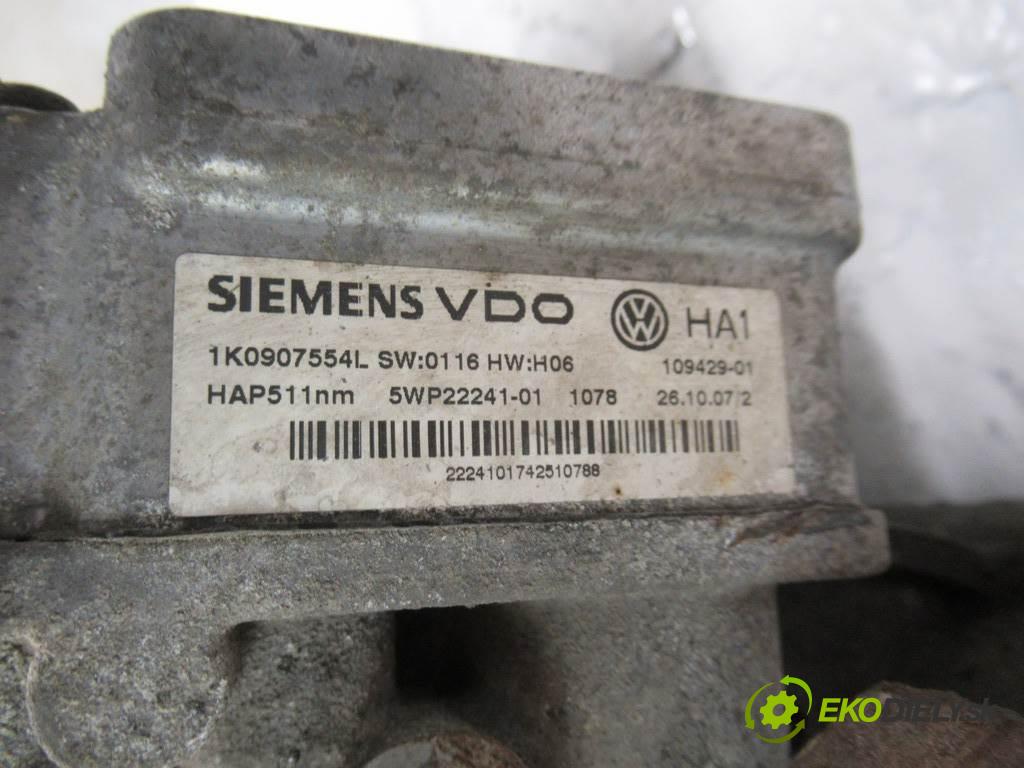 SIEMENS VDO VW HA1
1K0907554L SW:0116 HW:H06 109429-01
HAP511nm 5WP22241-01 1078 26.10.07/2
2224101742510788
EKODIELY.SK